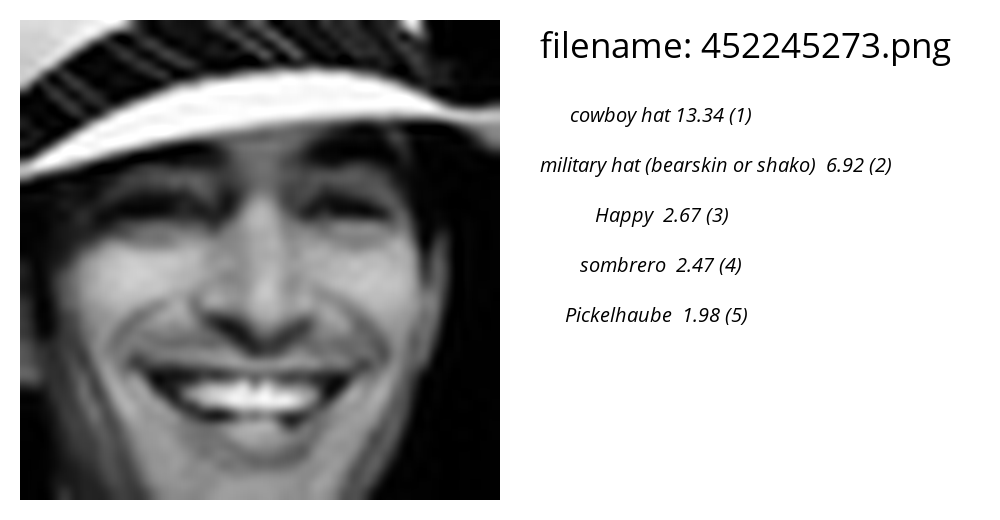 filename: 452245273.png
cowboy hat 13.34 (1)
military hat (bearskin or shako) 6.92 (2)
Happy 2.67 (3)
sombrero 2.47 (4)
Pickelhaube 1.98 (5)